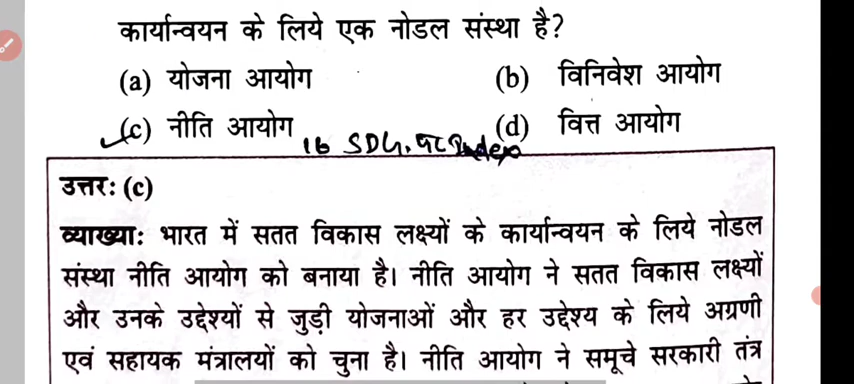 कार्यान्वयन के लिये एक नोडल संस्था है?
(a) योजना आयोग (b) विनिवेश आयोग
(c) नीति आयोग (d) वित्त आयोग
16 SDG. पर Index
उत्तर: (c)
व्याख्या: भारत में सतत विकास लक्ष्यों के कार्यान्वयन के लिये नोडल
संस्था नीति आयोग को बनाया है। नीति आयोग ने सतत विकास लक्ष्यों
और उनके उद्देश्यों से जुड़ी योजनाओं और हर उद्देश्य के लिये अग्रणी
एवं सहायक मंत्रालयों को चुना है। नीति आयोग ने समूचे सरकारी तंत्र